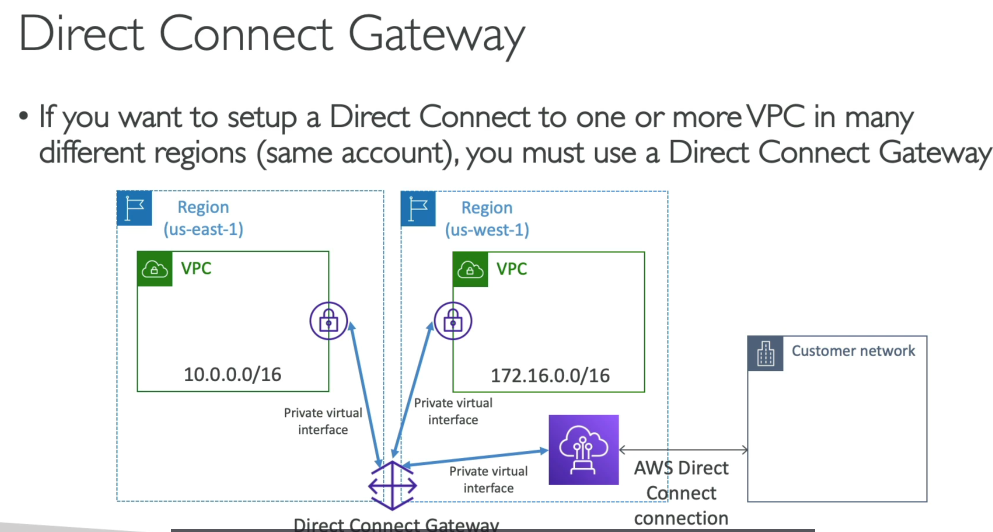 Direct Connect Gateway
• If you want to setup a Direct Connect to one or more VPC in many
different regions (same account), you must use a Direct Connect Gateway
Region
(us-east-1)
Region
(us-west-1)
VPC
VPC
10.0.0.0/16
172.16.0.0/16
Customer network
Private virtual
interface
Private virtual
interface
Private virtual
interface
AWS Direct
Connect
connection
Direct Connect Gateway